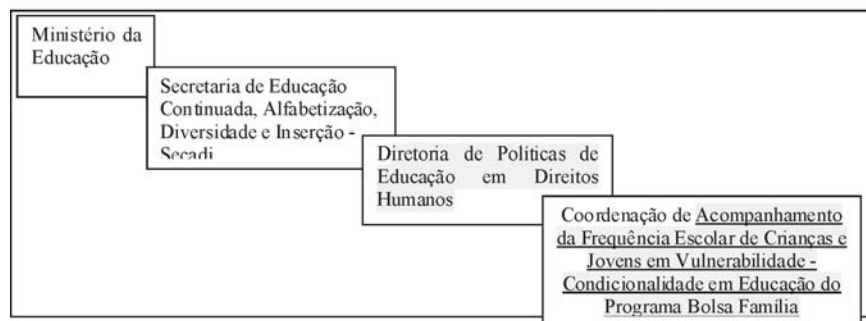 Ministério da
Educação
Secretaria de Educação
Continuada, Alfabetização,
Diversidade e Inserção -
Secadi
Diretoria de Políticas de
Educação em Direitos
Humanos
Coordenação de Acompanhamento
da Frequência Escolar de Crianças e
Jovens em Vulnerabilidade -
Condicionalidade em Educação do
Programa Bolsa Família